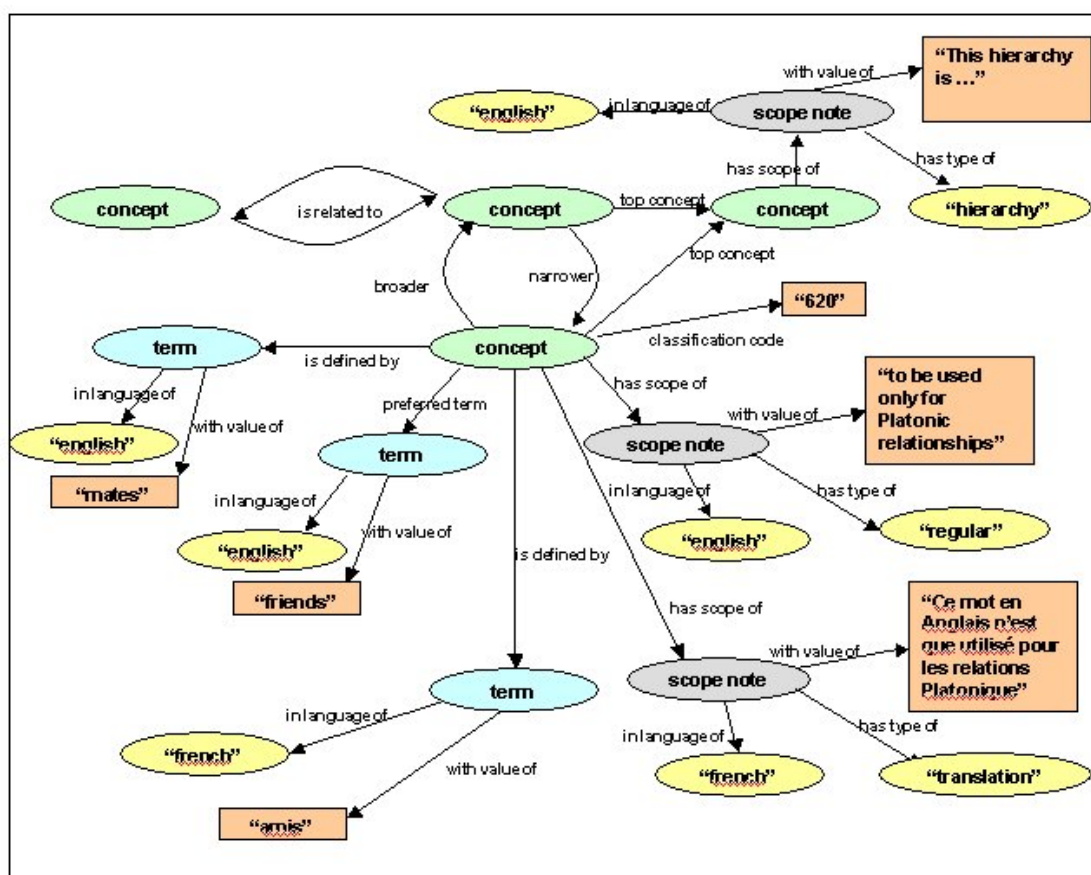 “This hierarchy
is ...”
with value of
in language of
“english”
scope note
has scope of
has type of
concept
is related to
concept
top concept
concept
“hierarchy”
broader
narrower
top concept
“620”
term
is defined by
concept
classification code
in language of
preferred term
has scope of
“to be used
only for
Platonic
relationships”
with value of
with value of
“english”
term
scope note
“mates”
in language of
with value of
in language of
has type of
“english”
“english”
“regular”
is defined by
“friends”
has scope of
“Ce mot en
Anglais n’est
que utilisé pour
les relations
Platonique”
with value of
term
scope note
in language of
has type of
in language of
“french”
with value of
“french”
“translation”
“amis”